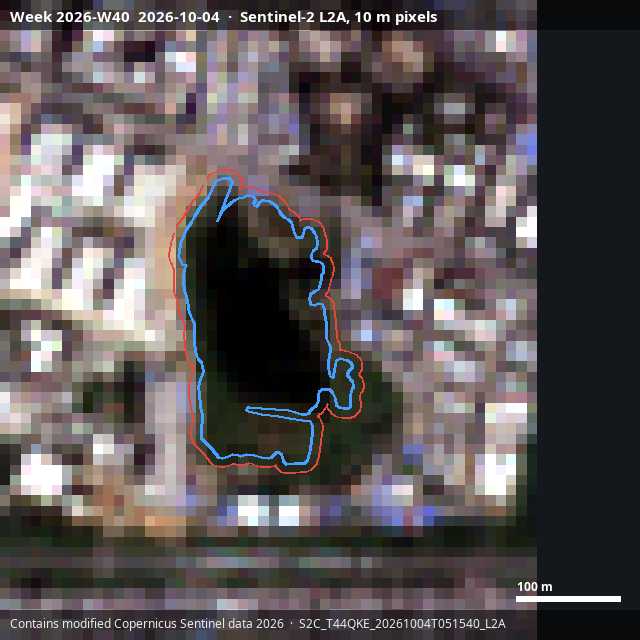 Week 2026-W40  2026-10-04  ·  Sentinel-2 L2A, 10 m pixels
100 m
Contains modified Copernicus Sentinel data 2026  ·  S2C_T44QKE_20261004T051540_L2A